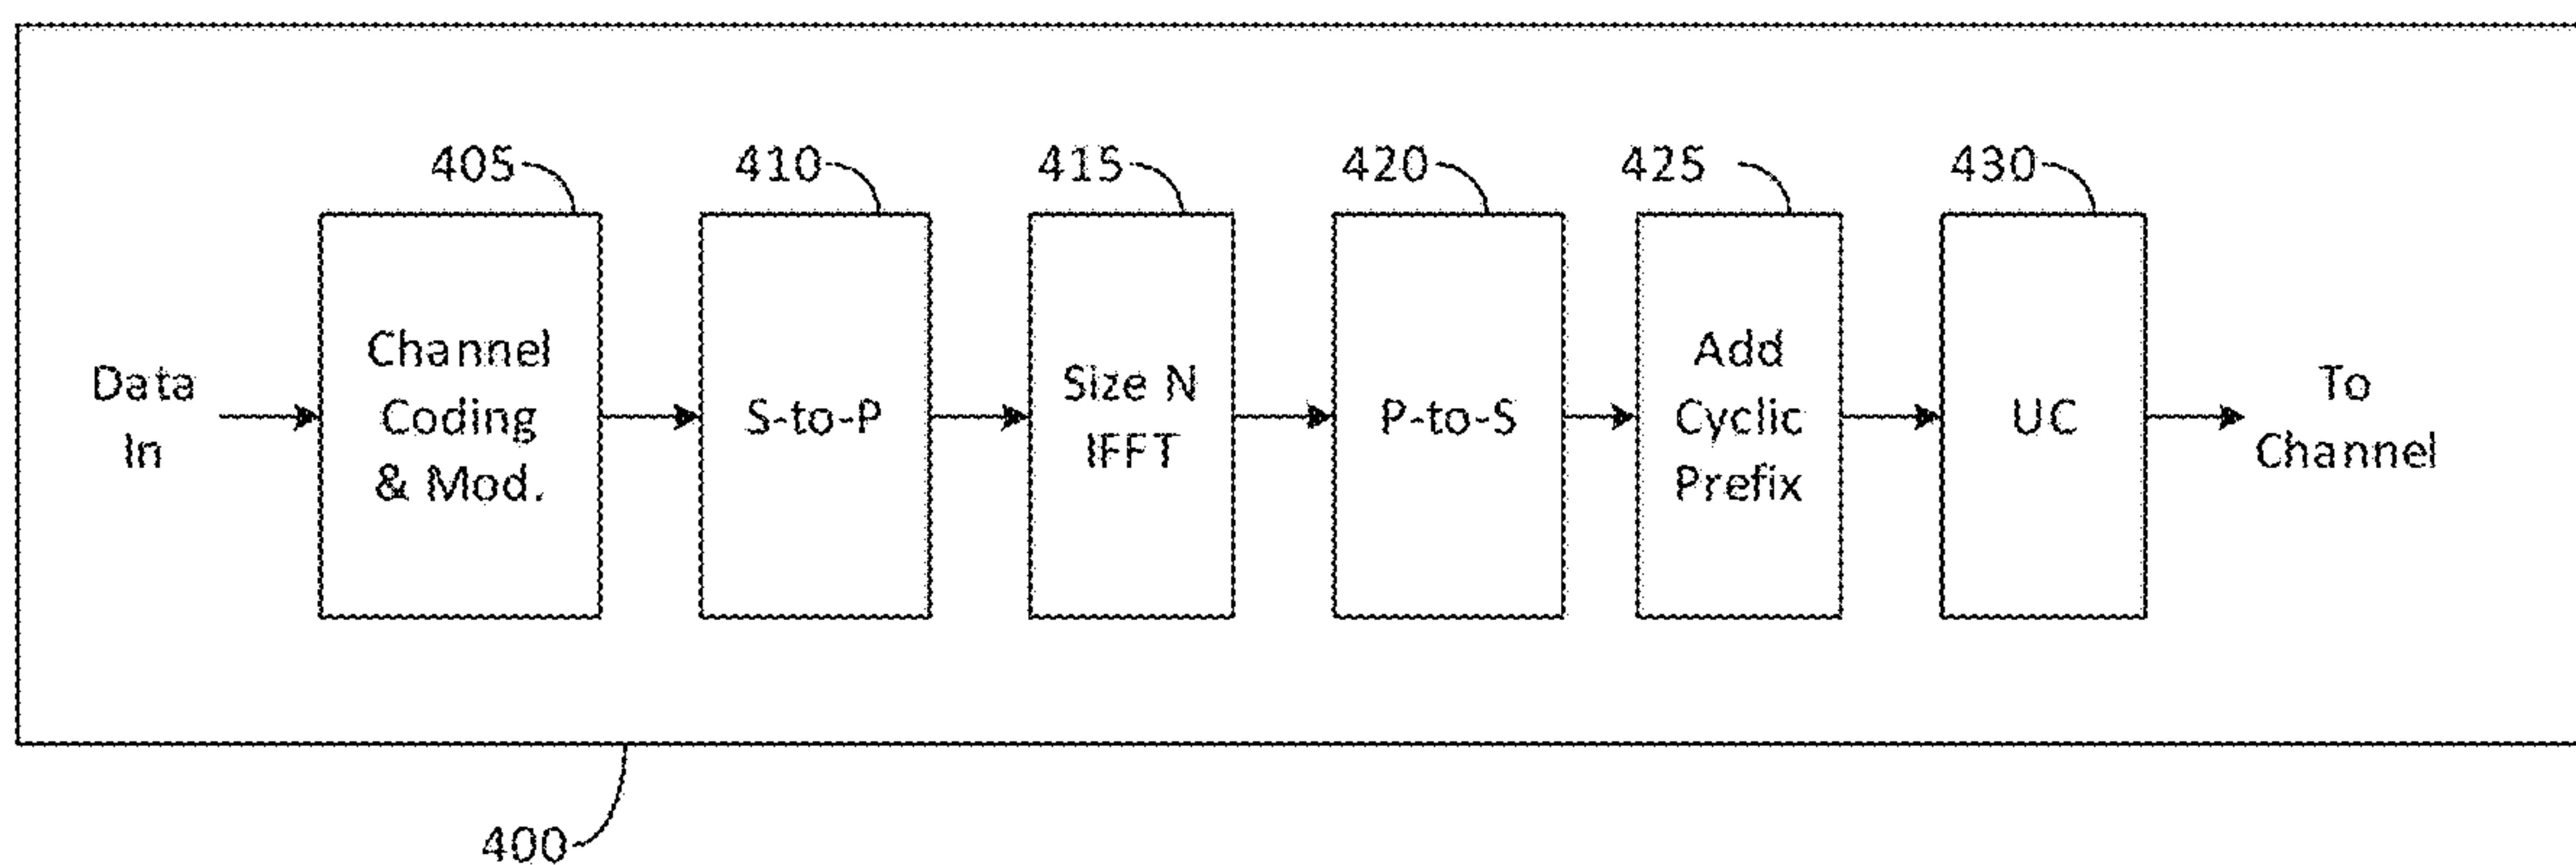 405
410
415
420
425
430
Data
In
Channel
Coding
& Mod.
S-to-P
Size N
IFFT
P-to-S
Add
Cyclic
Prefix
UC
To
Channel
400